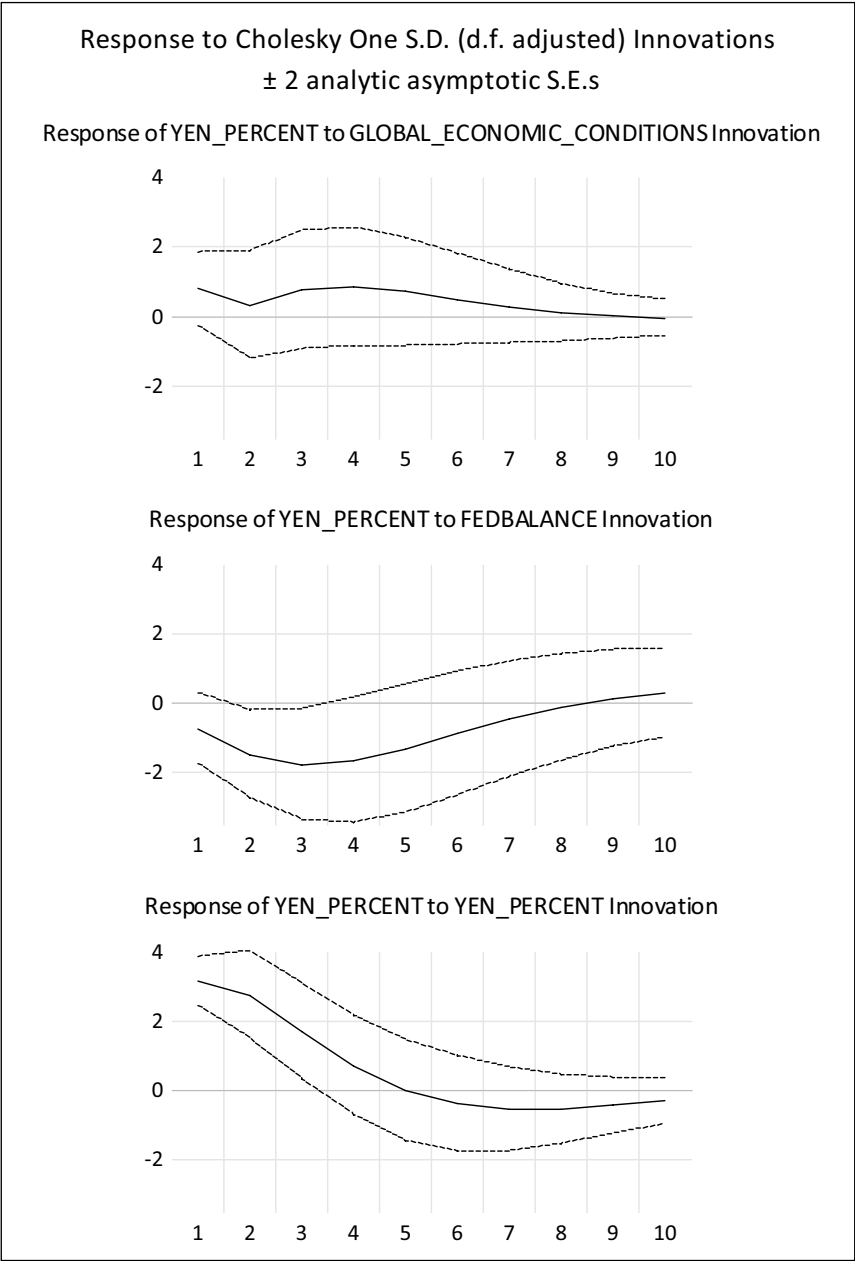 Response to Cholesky One S.D. (d.f. adjusted) Innovations
± 2 analytic asymptotic S.E.s
Response of YEN_PERCENT to GLOBAL_ECONOMIC_CONDITIONS Innovation
4
2
0
-2
1 2 3 4 5 6 7 8 9 10
Response of YEN_PERCENT to FEDBALANCE Innovation
4
2
0
-2
1 2 3 4 5 6 7 8 9 10
Response of YEN_PERCENT to YEN_PERCENT Innovation
4
2
0
-2
1 2 3 4 5 6 7 8 9 10